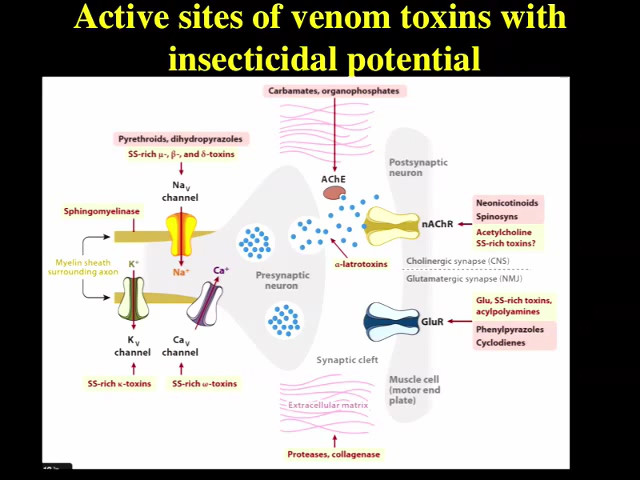 Active sites of venom toxins with
insecticidal potential
Carbamates, organophosphates
Pyrethroids, dihydropyrazoles
SS-rich μ-, β-, and δ-toxins
Postsynaptic
neuron
AChE
Na_V
channel
Sphingomyelinase
Neonicotinoids
Spinosyns
nAChR
Acetylcholine
SS-rich toxins?
Myelin sheath
surrounding axon
K⁺
Na⁺
Ca⁺
α-latrotoxins
Cholinergic synapse (CNS)
Glutamatergic synapse (NMJ)
Presynaptic
neuron
Glu, SS-rich toxins,
acylpolyamines
GluR
Phenylpyrazoles
Cyclodienes
K_V
channel
Ca_V
channel
Synaptic cleft
SS-rich κ-toxins
SS-rich ω-toxins
Muscle cell
(motor end
plate)
Extracellular matrix
Proteases, collagenase